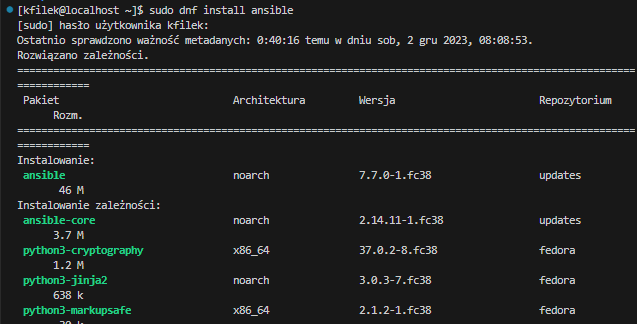 [kfilek@localhost ~]$ sudo dnf install ansible
[sudo] hasło użytkownika kfilek:
Ostatnio sprawdzono ważność metadanych: 0:40:16 temu w dniu sob, 2 gru 2023, 08:08:53.
Rozwiązano zależności.
================================================================================
============
Pakiet Architektura Wersja Repozytorium
Rozm.
================================================================================
============
Instalowanie:
ansible noarch 7.7.0-1.fc38 updates
46 M
Instalowanie zależności:
ansible-core noarch 2.14.11-1.fc38 updates
3.7 M
python3-cryptography x86_64 37.0.2-8.fc38 fedora
1.2 M
python3-jinja2 noarch 3.0.3-7.fc38 fedora
638 k
python3-markupsafe x86_64 2.1.2-1.fc38 fedora